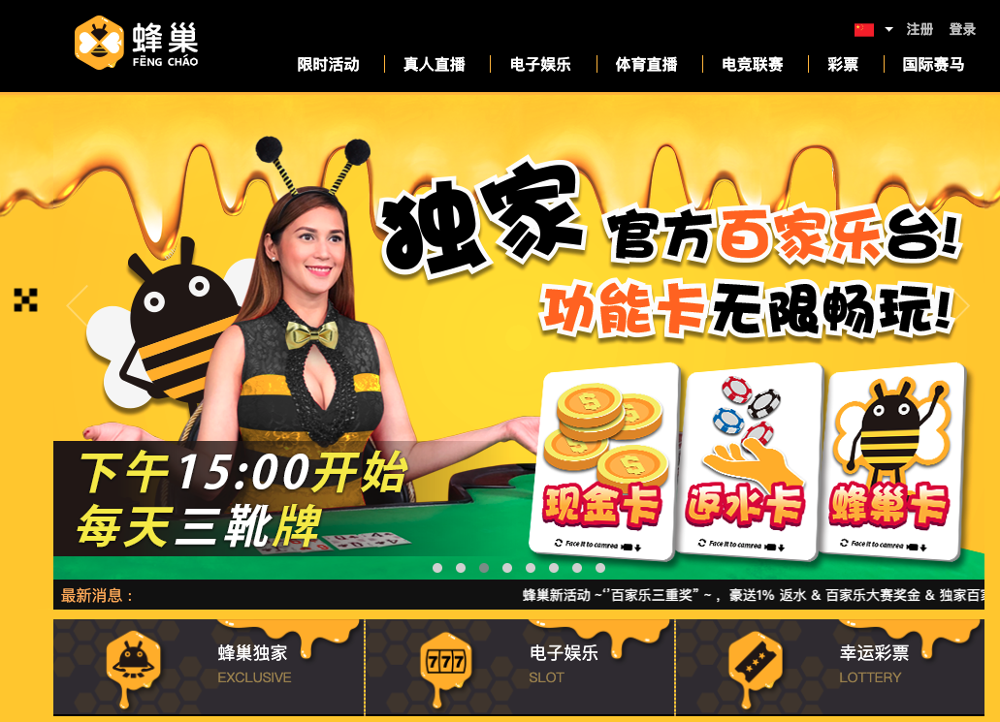 注册 登录
蜂巢
FĒNG CHÁO
限时活动 真人直播 电子娱乐 体育直播 电竞联赛 彩票 国际赛马
独家 官方百家乐台!
功能卡无限畅玩!
下午15:00开始
每天三靴牌
现金卡 返水卡 蜂巢卡
Face it to camrea Face it to camrea Face it to camrea
最新消息： 蜂巢新活动 ~‘’百家乐三重奖” ~ ，豪送1% 返水 & 百家乐大赛奖金 & 独家百家
蜂巢独家 电子娱乐 幸运彩票
EXCLUSIVE SLOT LOTTERY
777